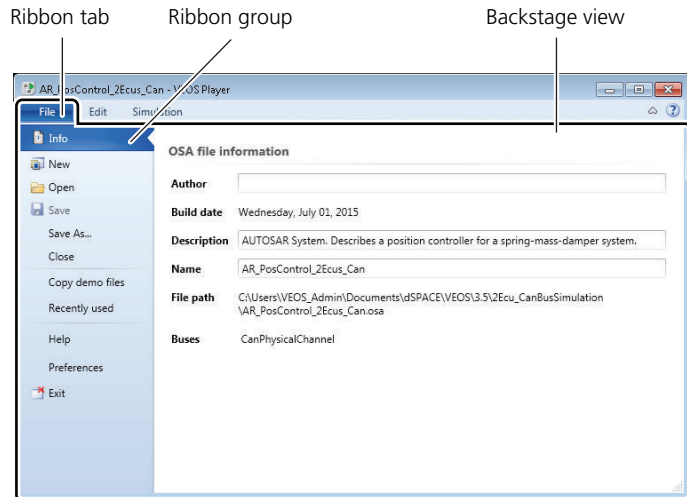 Ribbon tab Ribbon group Backstage view
AR_PosControl_2Ecus_Can - VEOS Player
File Edit Simulation
Info
OSA file information
New
Author
Open
Save
Build date Wednesday, July 01, 2015
Save As...
Description AUTOSAR System. Describes a position controller for a spring-mass-damper system.
Close
Name AR_PosControl_2Ecus_Can
Copy demo files
File path C:\Users\VEOS_Admin\Documents\dSPACE\VEOS\3.5\2Ecu_CanBusSimulation
\AR_PosControl_2Ecus_Can.osa
Recently used
Help
Buses CanPhysicalChannel
Preferences
Exit